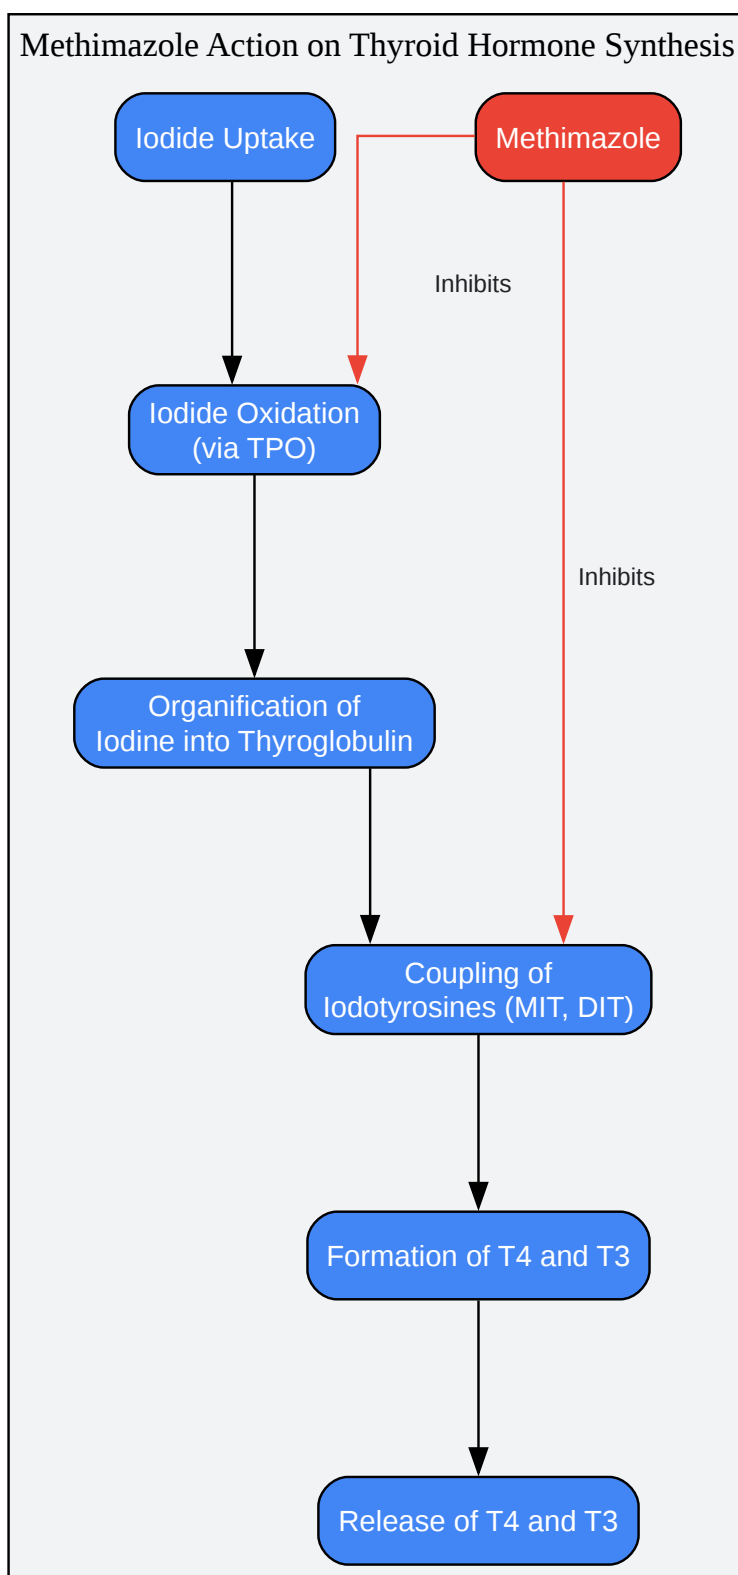 Methimazole Action on Thyroid Hormone Synthesis
Iodide Uptake
Methimazole
Inhibits
Iodide Oxidation
(via TPO)
Inhibits
Organification of
Iodine into Thyroglobulin
Coupling of
Iodotyrosines (MIT, DIT)
Formation of T4 and T3
Release of T4 and T3